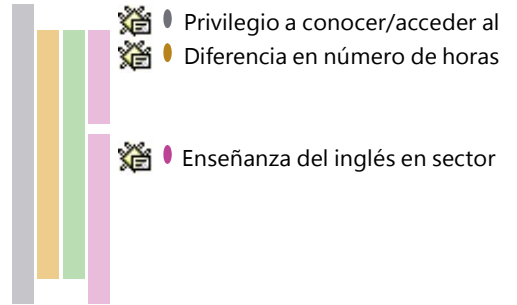 Privilegio a conocer/acceder al
Diferencia en número de horas
Enseñanza del inglés en sector